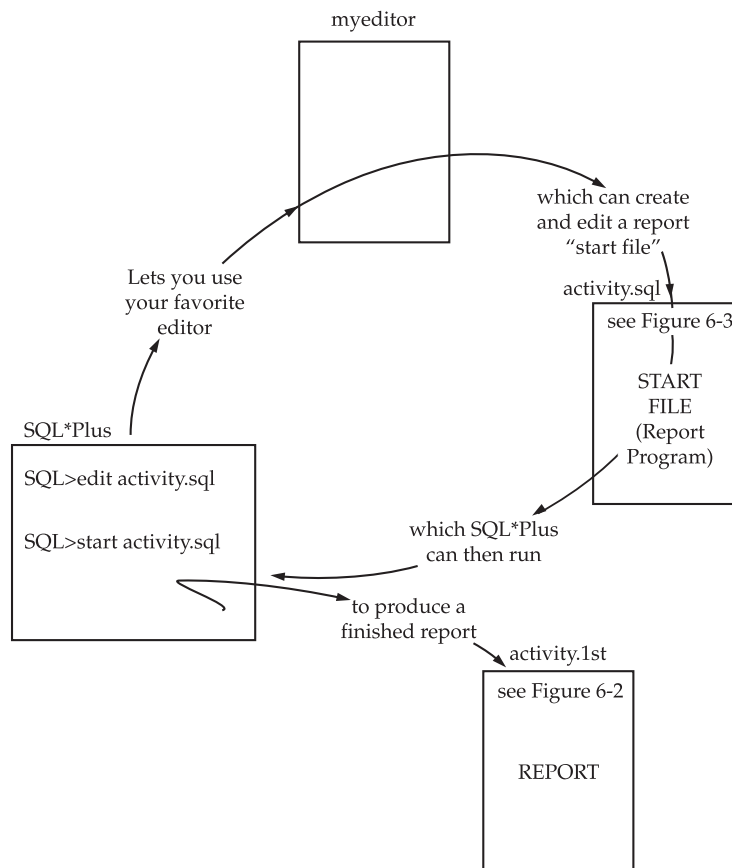 myeditor
which can create
and edit a report
“start file”
Lets you use
your favorite
editor
activity.sql
see Figure 6-3
START
FILE
(Report
Program)
SQL*Plus
SQL>edit activity.sql
SQL>start activity.sql
which SQL*Plus
can then run
to produce a
finished report
activity.1st
see Figure 6-2
REPORT